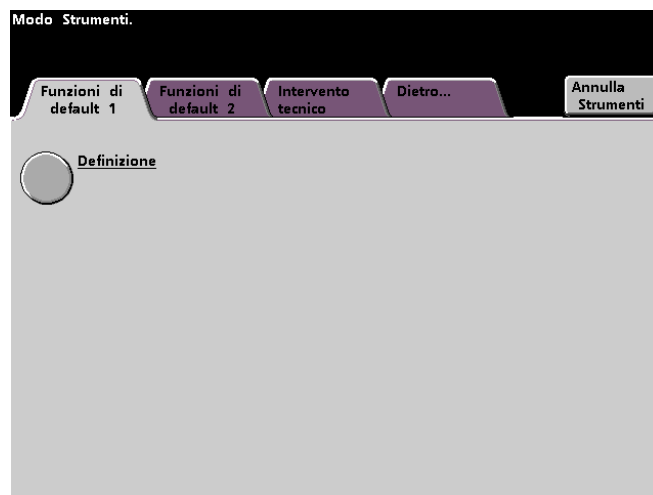 Modo Strumenti.
Funzioni di
default 1
Funzioni di
default 2
Intervento
tecnico
Dietro...
Annulla
Strumenti
Definizione